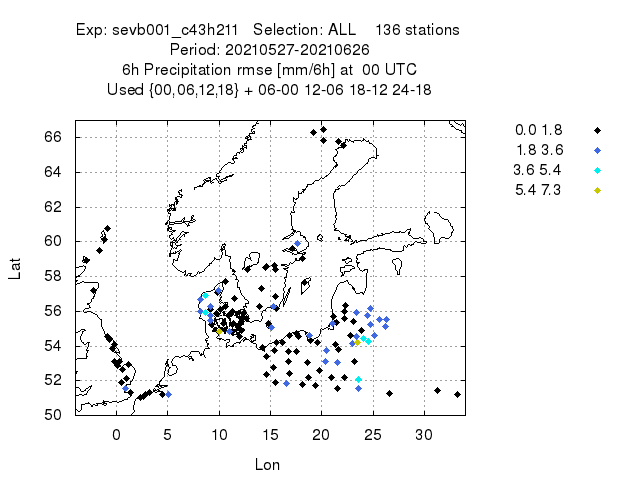 Exp: sevb001_c43h211 Selection: ALL 136 stations
Period: 20210527-20210626
6h Precipitation rmse [mm/6h] at 00 UTC
Used {00,06,12,18} + 06-00 12-06 18-12 24-18
0.0 1.8
1.8 3.6
3.6 5.4
5.4 7.3
66
64
62
60
58
56
54
52
50
Lat
0 5 10 15 20 25 30
Lon